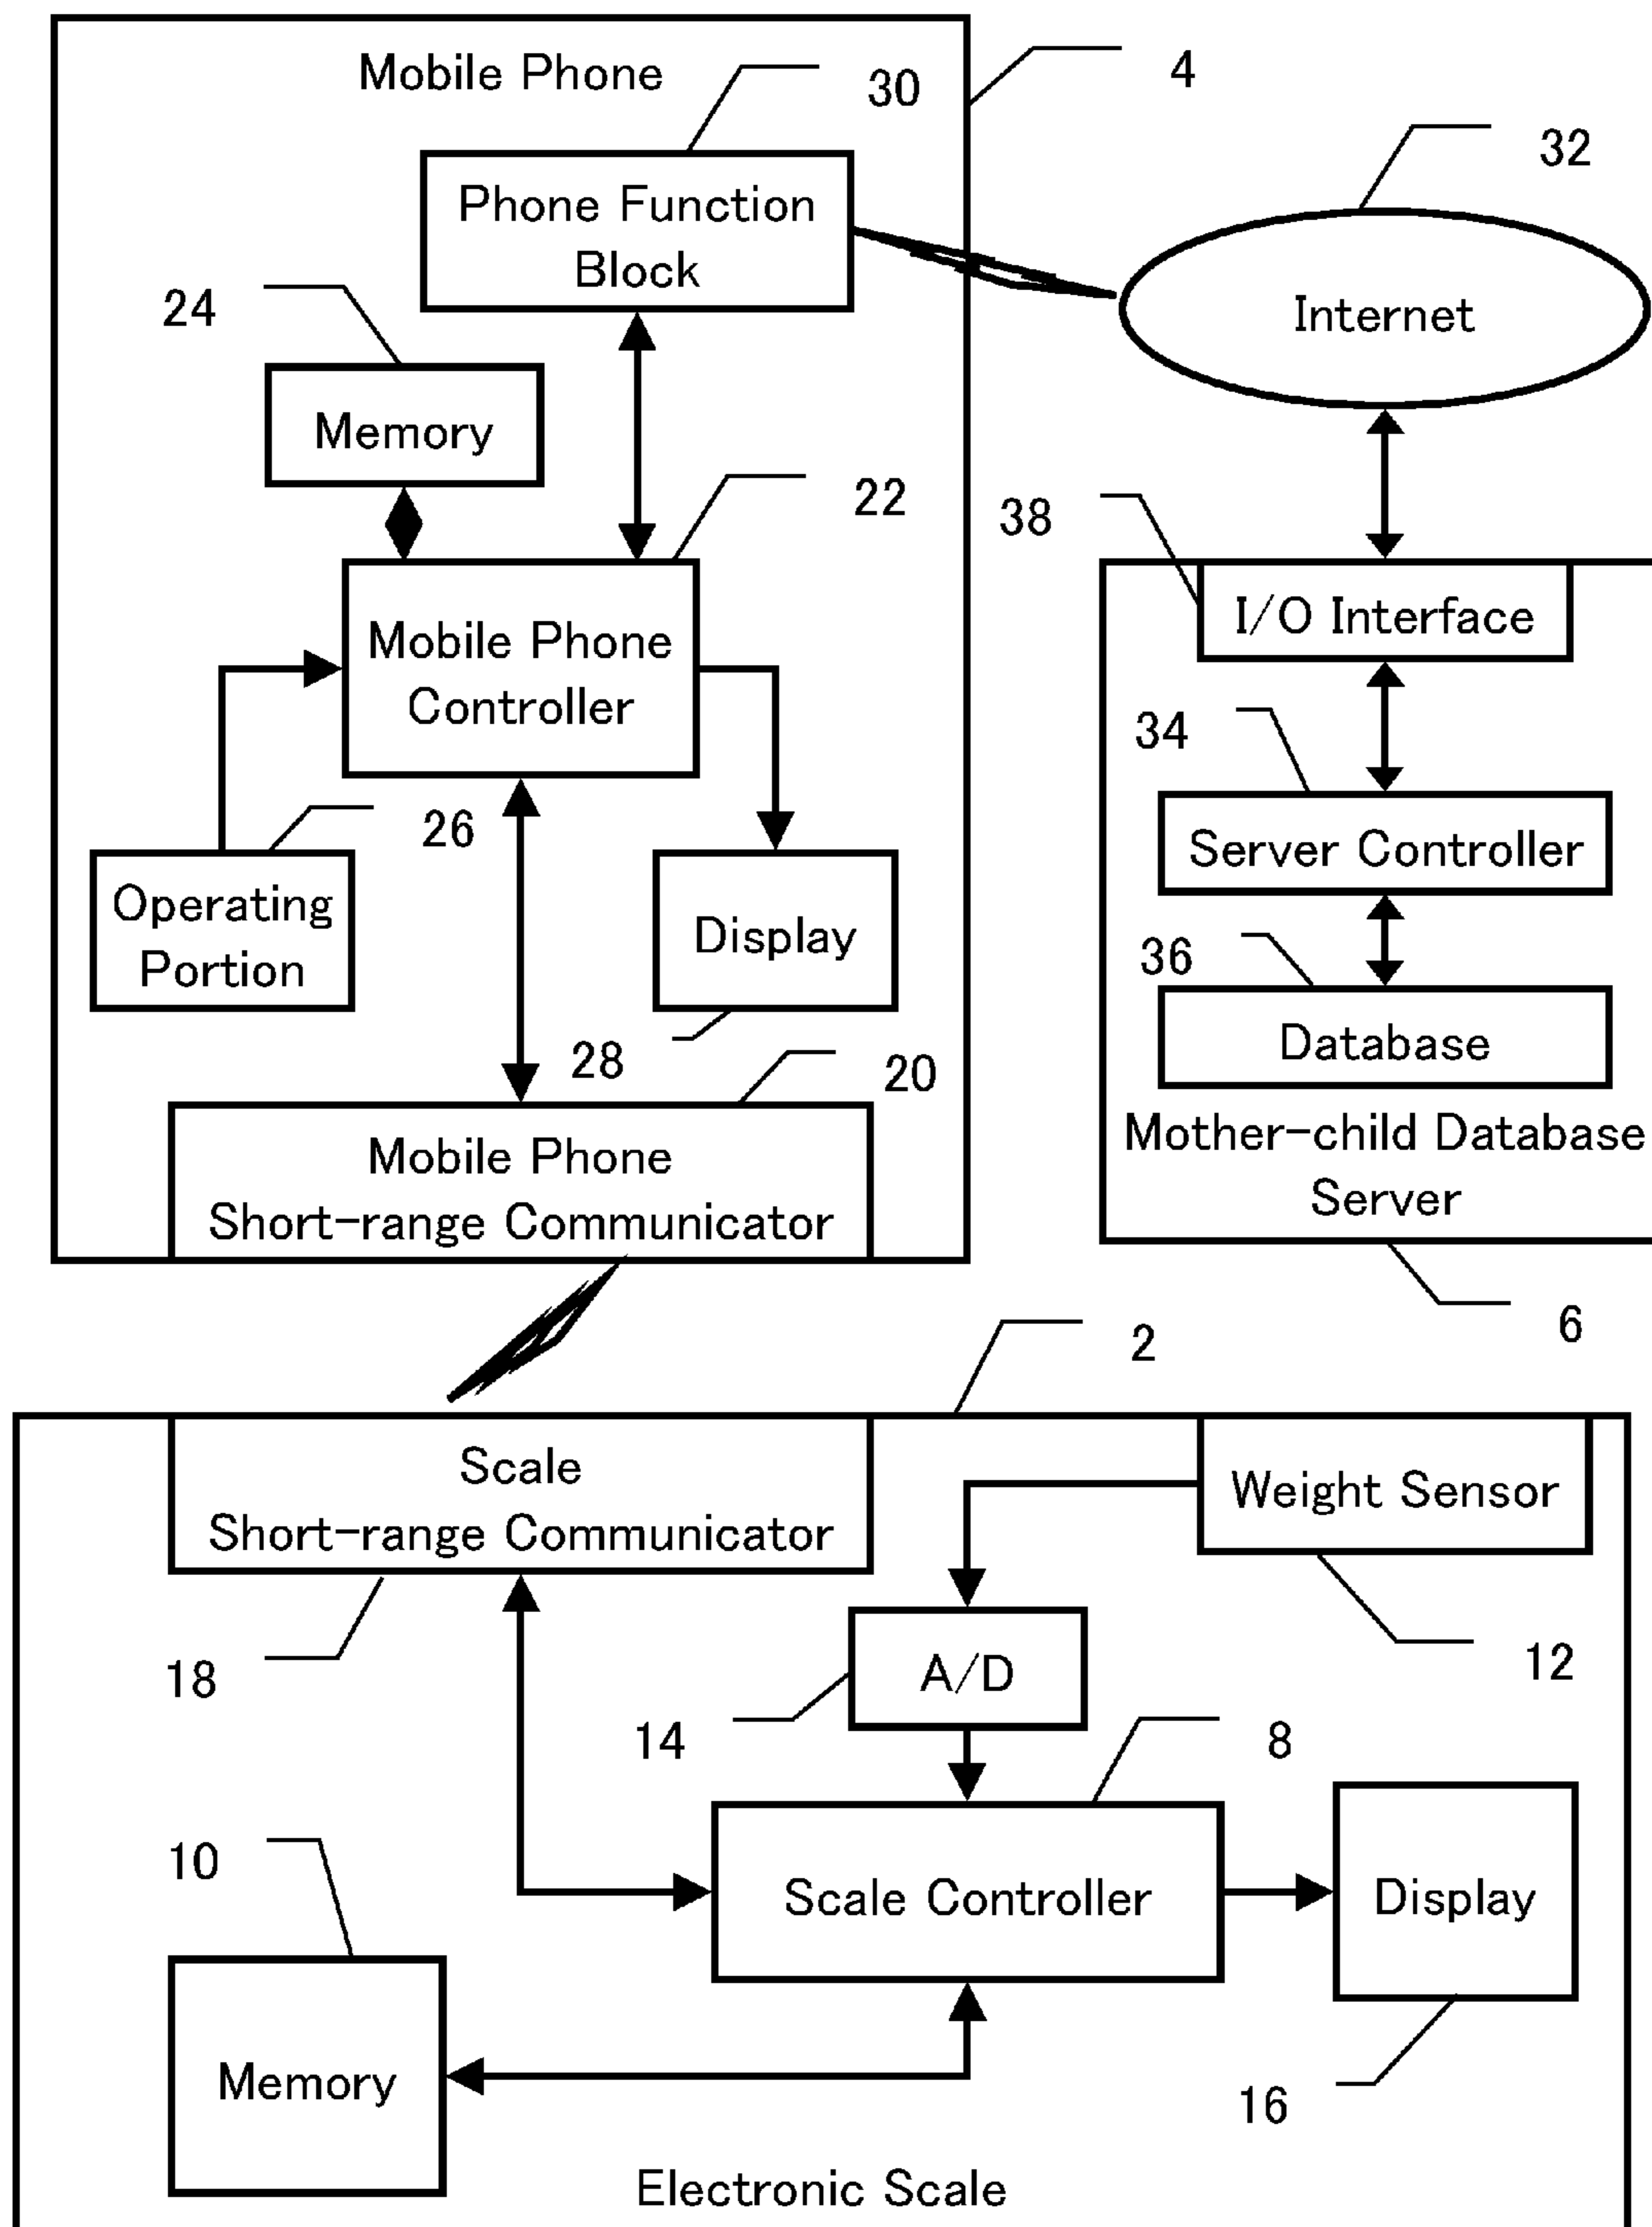 Mobile Phone
4
30
32
Phone Function
Block
Internet
24
Memory
22
38
Mobile Phone
Controller
I/O Interface
34
Server Controller
26
Operating
Portion
Display
36
Database
28
20
Mother-child Database
Server
Mobile Phone
Short-range Communicator
6
2
Scale
Short-range Communicator
Weight Sensor
18
A/D
12
14
8
10
Scale Controller
Display
Memory
16
Electronic Scale